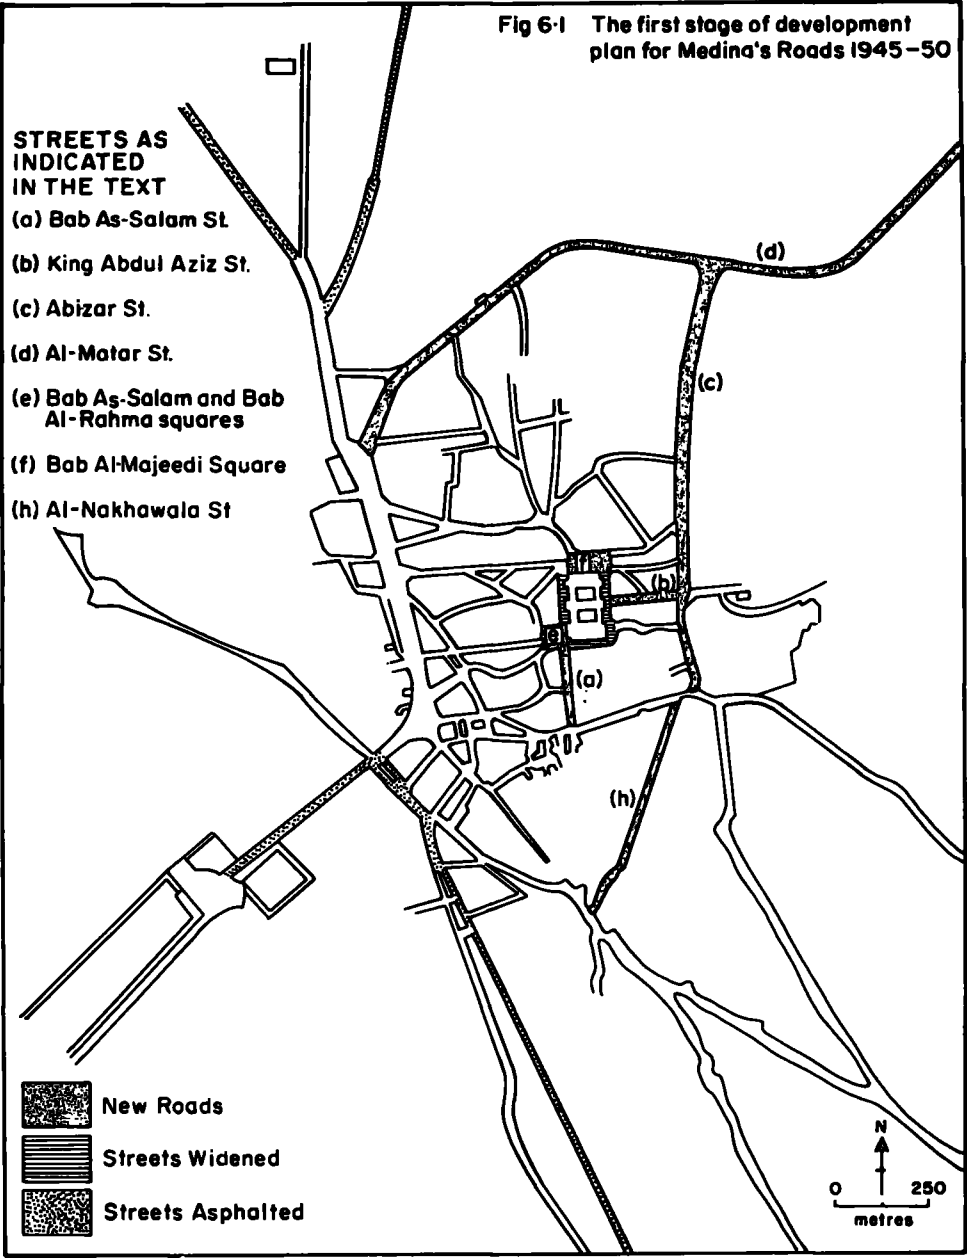 Fig 6·1 The first stage of development
plan for Medina's Roads 1945-50
STREETS AS
INDICATED
IN THE TEXT
(a) Bab As-Salam St.
(b) King Abdul Aziz St.
(c) Abizar St.
(d) Al-Matar St.
(e) Bab As-Salam and Bab
Al-Rahma squares
(f) Bab Al-Majeedi Square
(h) Al-Nakhawala St
(d)
(c)
f
(b)
e
(a)
(h)
New Roads
Streets Widened
Streets Asphalted
N
0 250
metres